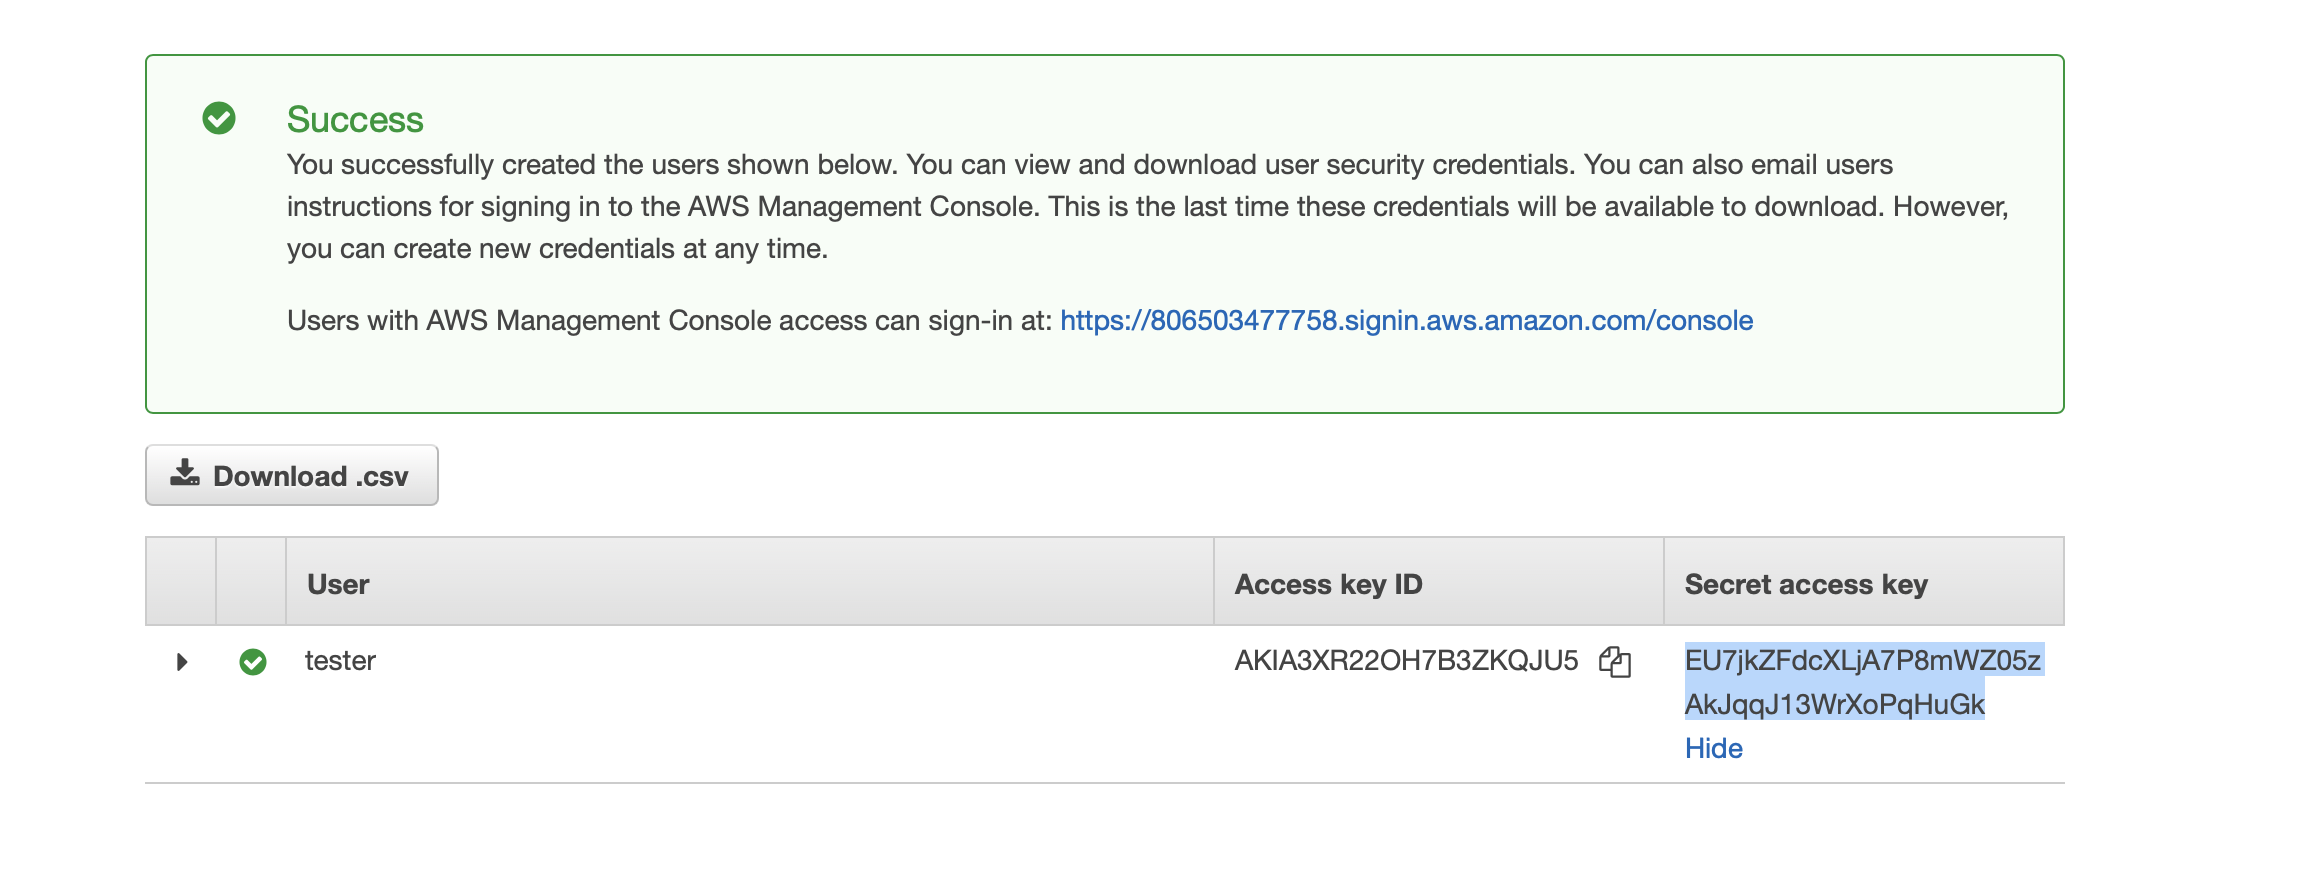 Success
You successfully created the users shown below. You can view and download user security credentials. You can also email users
instructions for signing in to the AWS Management Console. This is the last time these credentials will be available to download. However,
you can create new credentials at any time.
Users with AWS Management Console access can sign-in at: https://806503477758.signin.aws.amazon.com/console
Download .csv
User Access key ID Secret access key
tester AKIA3XR22OH7B3ZKQJU5 EU7jkZFdcXLjA7P8mWZ05z
AkJqqJ13WrXoPqHuGk
Hide